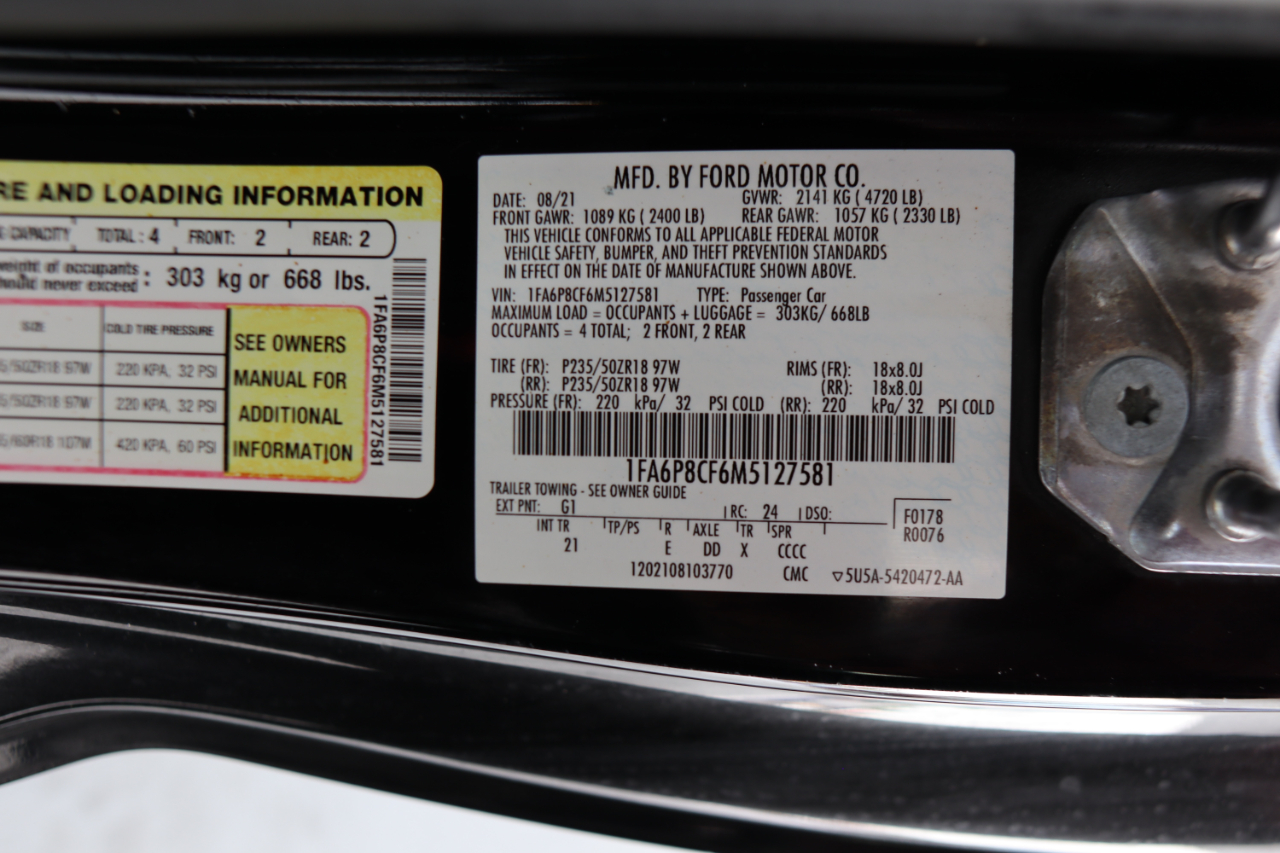 RE AND LOADING INFORMATION
CAPACITY TOTAL: 4 FRONT: 2 REAR: 2
weight of occupants
should never exceed : 303 kg or 668 lbs.
SIZE COLD TIRE PRESSURE
5/50ZR18 97W 220 KPA, 32 PSI
5/50ZR18 97W 220 KPA, 32 PSI
5/60R18 107W 420 KPA, 60 PSI
SEE OWNERS
MANUAL FOR
ADDITIONAL
INFORMATION
1FA6P8CF6M5127581
MFD. BY FORD MOTOR CO.
DATE: 08/21 GVWR: 2141 KG ( 4720 LB)
FRONT GAWR: 1089 KG ( 2400 LB) REAR GAWR: 1057 KG ( 2330 LB)
THIS VEHICLE CONFORMS TO ALL APPLICABLE FEDERAL MOTOR
VEHICLE SAFETY, BUMPER, AND THEFT PREVENTION STANDARDS
IN EFFECT ON THE DATE OF MANUFACTURE SHOWN ABOVE.
VIN: 1FA6P8CF6M5127581 TYPE: Passenger Car
MAXIMUM LOAD = OCCUPANTS + LUGGAGE = 303KG/ 668LB
OCCUPANTS = 4 TOTAL; 2 FRONT, 2 REAR
TIRE (FR): P235/50ZR18 97W RIMS (FR): 18x8.0J
(RR): P235/50ZR18 97W (RR): 18x8.0J
PRESSURE (FR): 220 kPa/ 32 PSI COLD (RR): 220 kPa/ 32 PSI COLD
1FA6P8CF6M5127581
TRAILER TOWING - SEE OWNER GUIDE
EXT PNT: G1 RC: 24 DSO: F0178
INT TR TP/PS R AXLE TR SPR R0076
21 E DD X CCCC
1202108103770 CMC ▽5U5A-5420472-AA